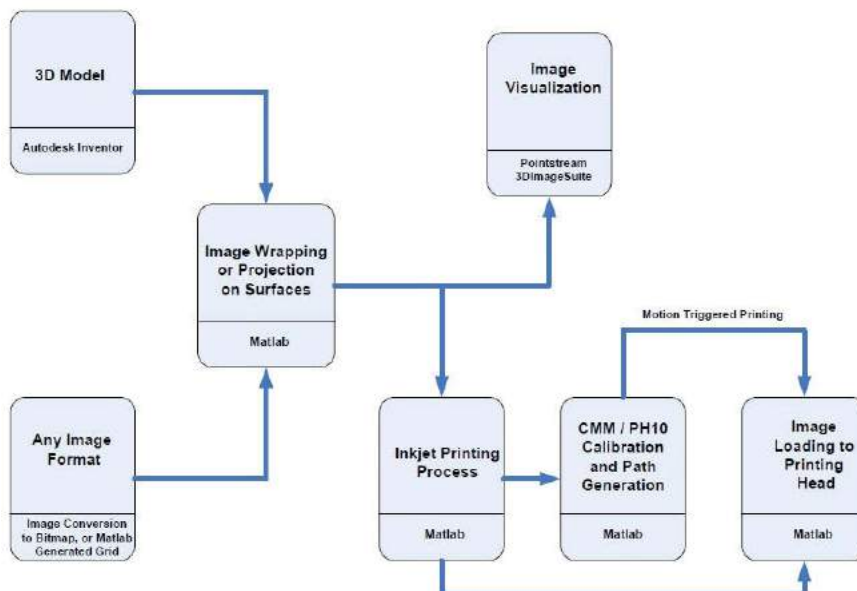 3D Model
Autodesk Inventor
Image
Visualization
Pointstream
3DImageSuite
Image Wrapping
or Projection
on Surfaces
Matlab
Motion Triggered Printing
Any Image
Format
Image Conversion
to Bitmap, or Matlab
Generated Grid
Inkjet Printing
Process
Matlab
CMM / PH10
Calibration
and Path
Generation
Matlab
Image
Loading to
Printing
Head
Matlab